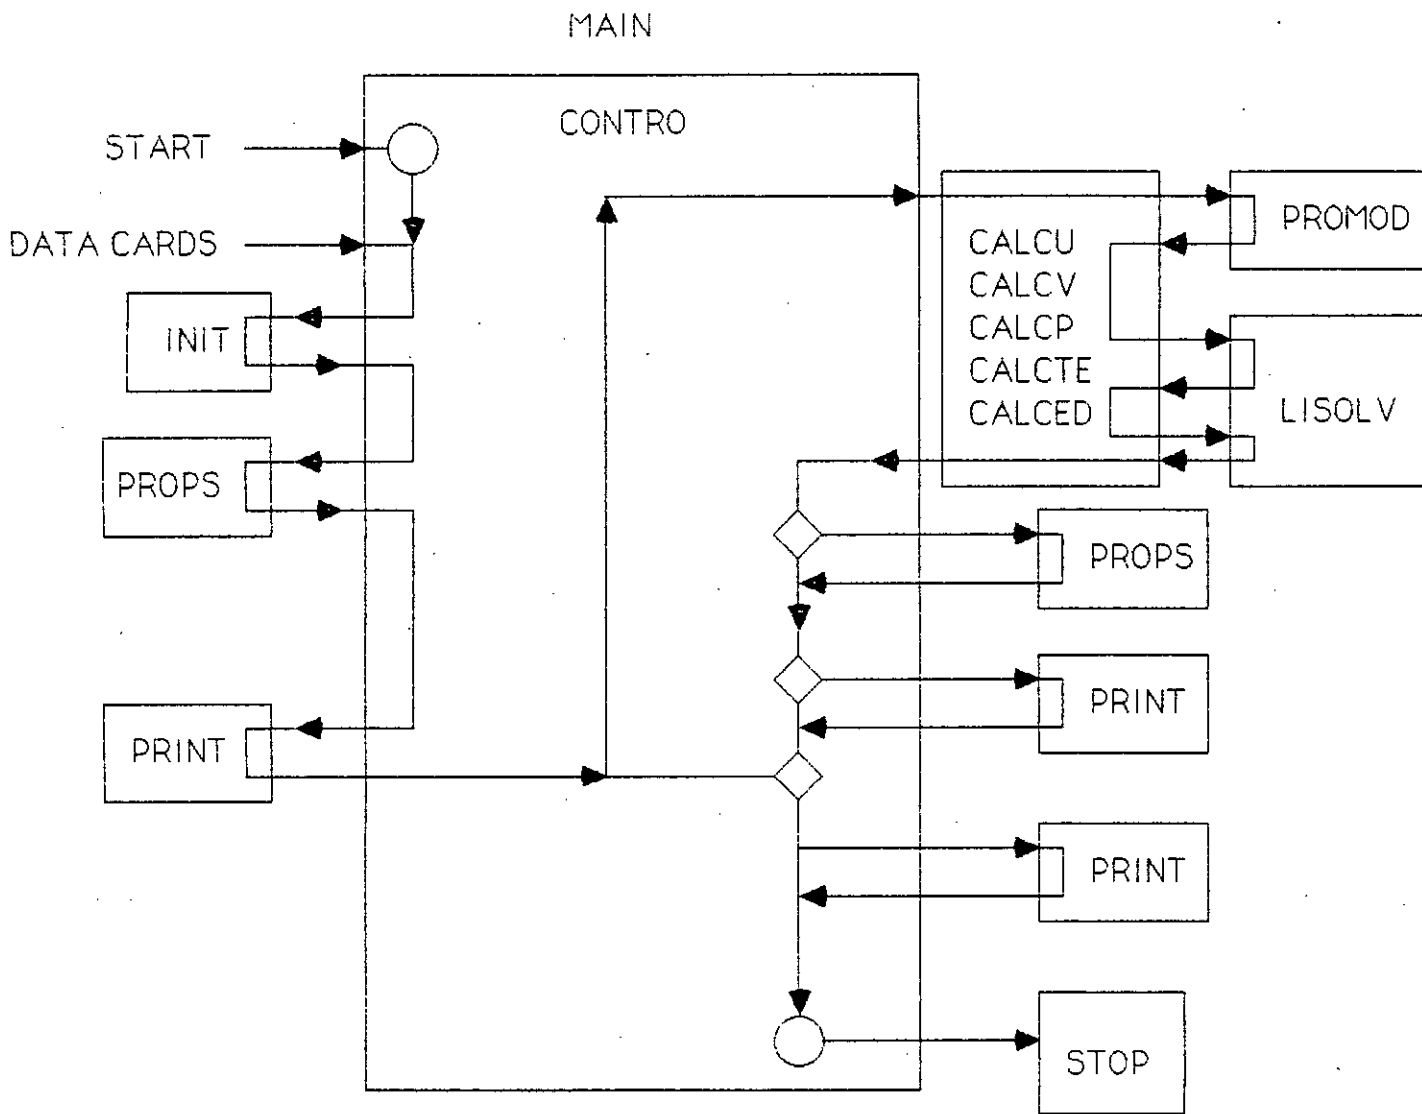 MAIN
CONTRO
START
DATA CARDS
INIT
PROPS
PRINT
CALCU
CALCV
CALCP
CALCTE
CALCED
PROMOD
LISOLV
PROPS
PRINT
PRINT
STOP